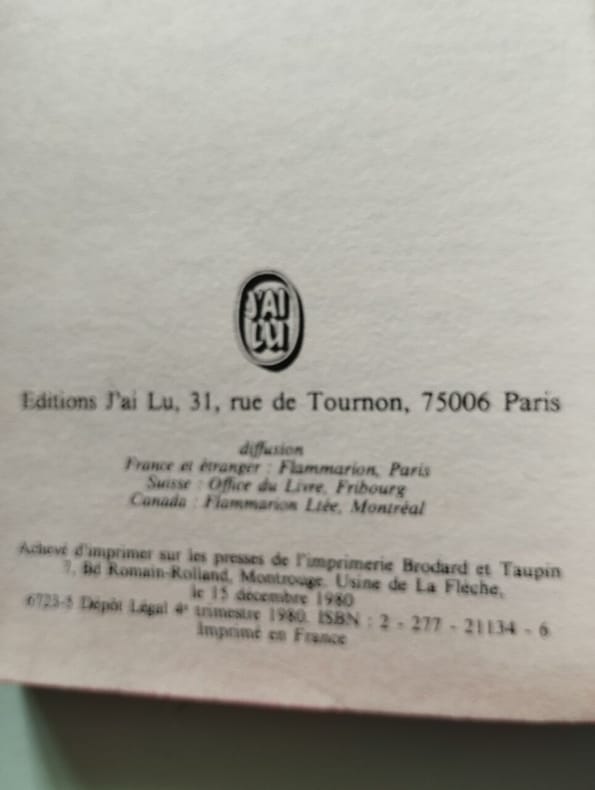 J'AI
LU
Editions J'ai Lu, 31, rue de Tournon, 75006 Paris
diffusion
France et étranger : Flammarion, Paris
Suisse : Office du Livre, Fribourg
Canada : Flammarion Ltée, Montréal
Achevé d'imprimer sur les presses de l'imprimerie Brodard et Taupin
7, Bd Romain-Rolland, Montrouge. Usine de La Flèche,
le 15 décembre 1980
6723-5 Dépôt Légal 4e trimestre 1980. ISBN : 2 - 277 - 21134 - 6
Imprimé en France